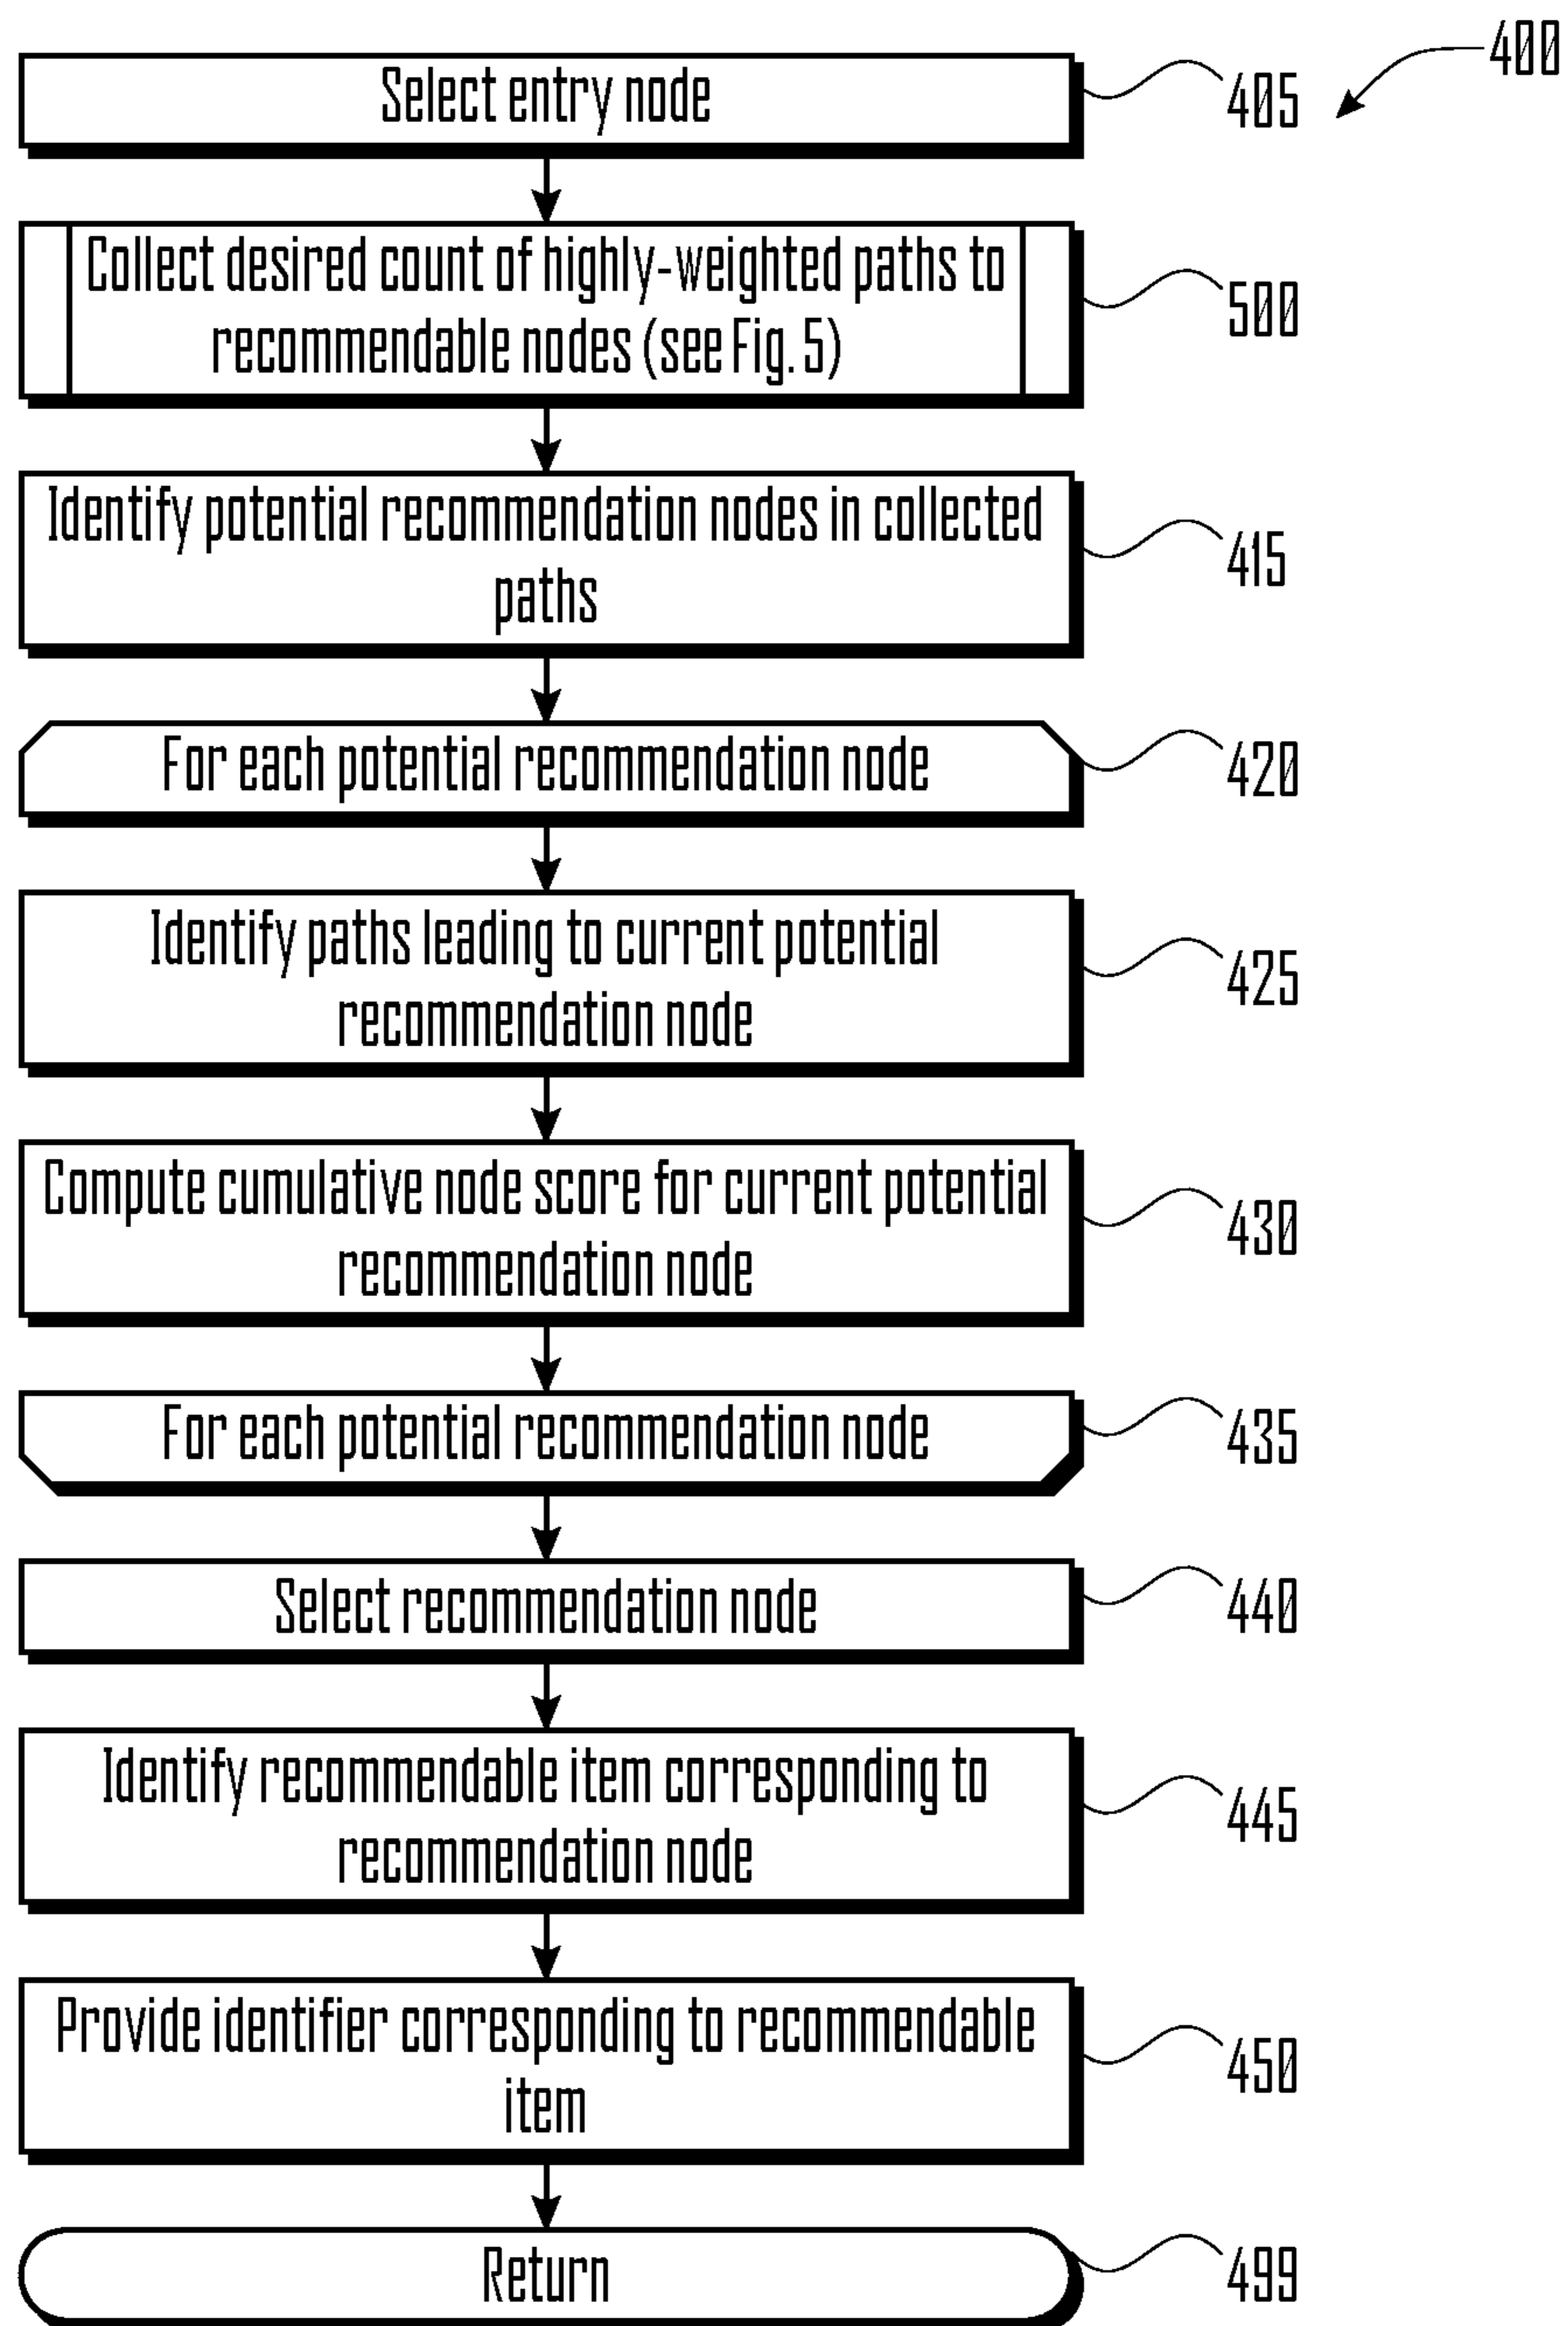 400
Select entry node
405
Collect desired count of highly-weighted paths to
recommendable nodes (see Fig. 5)
500
Identify potential recommendation nodes in collected
paths
415
For each potential recommendation node
420
Identify paths leading to current potential
recommendation node
425
Compute cumulative node score for current potential
recommendation node
430
For each potential recommendation node
435
Select recommendation node
440
Identify recommendable item corresponding to
recommendation node
445
Provide identifier corresponding to recommendable
item
450
Return
499